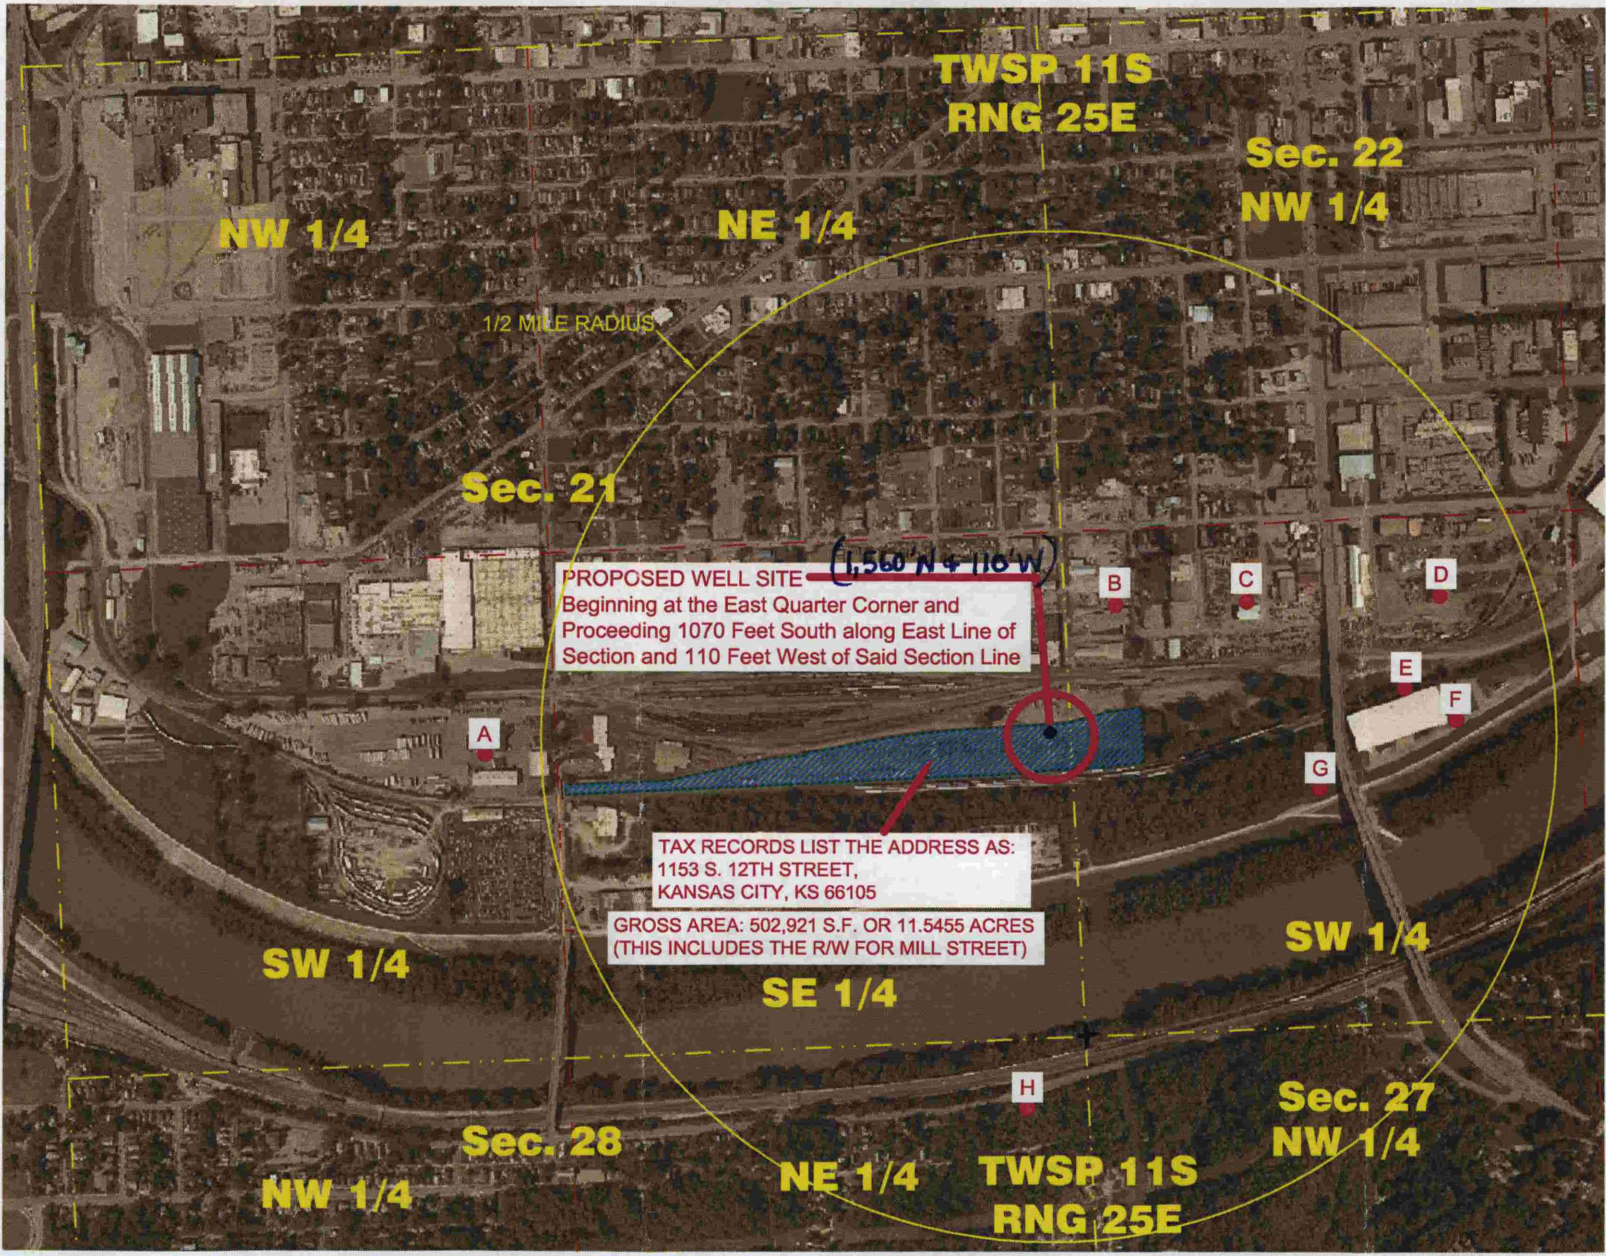 TWSP 11S
RNG 25E
Sec. 22
NW 1/4
NW 1/4
NE 1/4
1/2 MILE RADIUS
Sec. 21
(1,560'N + 110'W)
PROPOSED WELL SITE
Beginning at the East Quarter Corner and
Proceeding 1070 Feet South along East Line of
Section and 110 Feet West of Said Section Line
B
C
D
E
F
A
G
TAX RECORDS LIST THE ADDRESS AS:
1153 S. 12TH STREET,
KANSAS CITY, KS 66105
GROSS AREA: 502,921 S.F. OR 11.5455 ACRES
(THIS INCLUDES THE R/W FOR MILL STREET)
SW 1/4
SE 1/4
SW 1/4
H
Sec. 28
NW 1/4
NE 1/4
TWSP 11S
RNG 25E
Sec. 27
NW 1/4